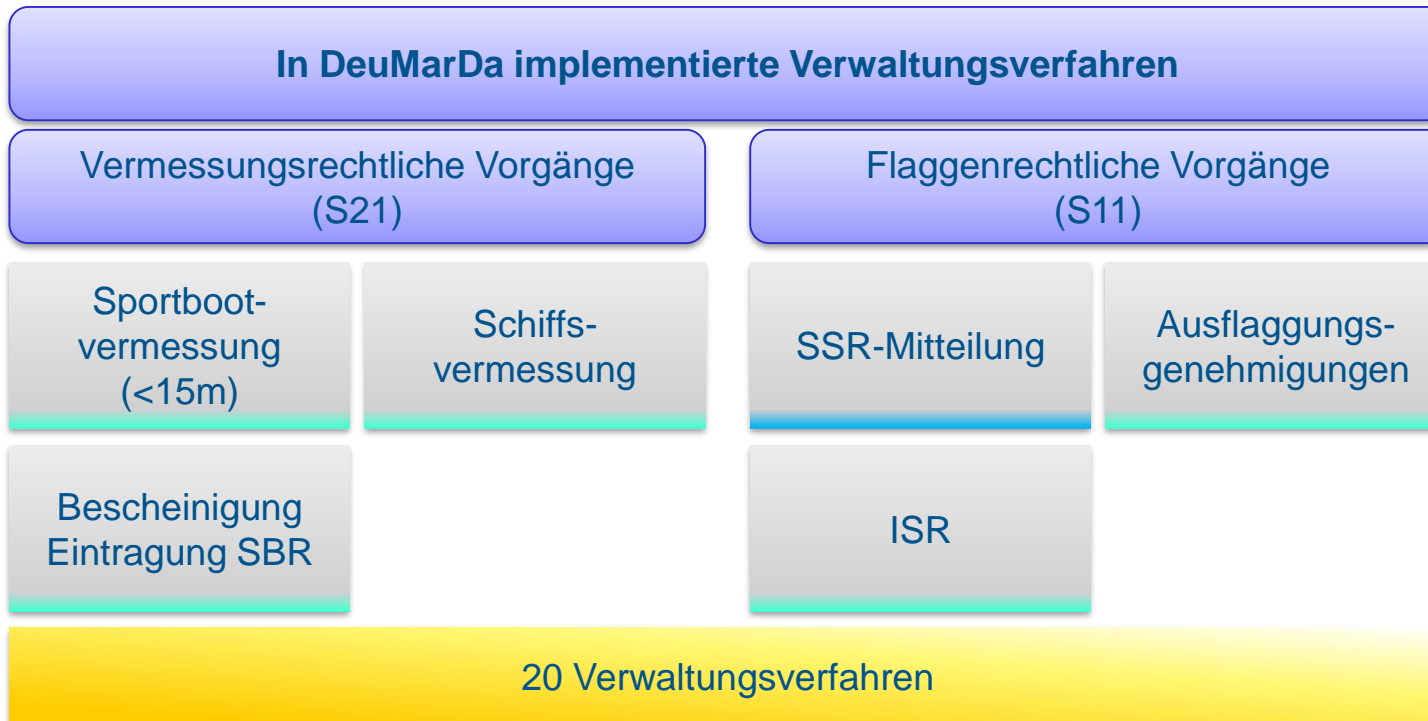 In DeuMarDa implementierte Verwaltungsverfahren
Vermessungsrechtliche Vorgänge
(S21)
Flaggenrechtliche Vorgänge
(S11)
Sportboot-
vermessung
(<15m)
Schiffs-
vermessung
SSR-Mitteilung
Ausflaggungs-
genehmigungen
Bescheinigung
Eintragung SBR
ISR
20 Verwaltungsverfahren